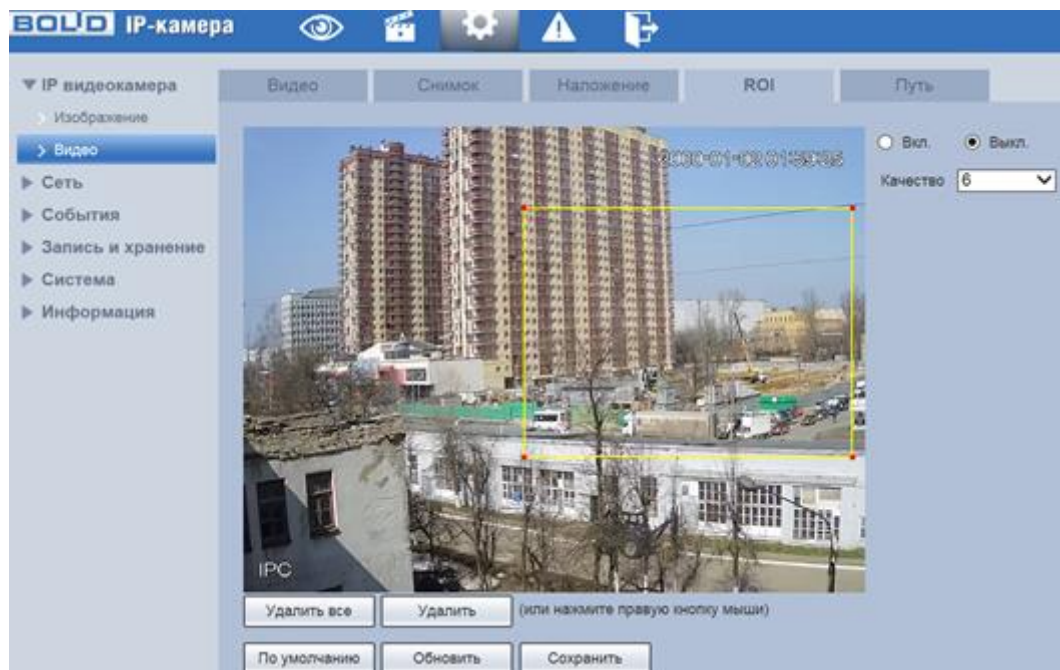 BOLID IP-камера
IP видеокамера
Изображение
Видео
Сеть
События
Запись и хранение
Система
Информация
Видео Снимок Наложение ROI Путь
Вкл. Выкл.
Качество 6
IPC
Удалить все Удалить (или нажмите правую кнопку мыши)
По умолчанию Обновить Сохранить